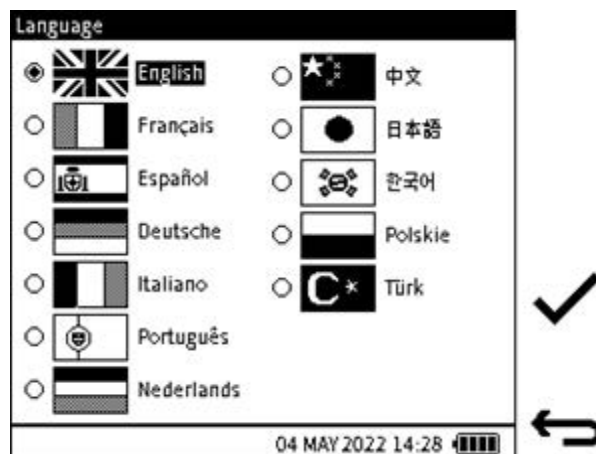 Language
English
Français
Español
Deutsche
Italiano
Português
Nederlands
中文
日本語
한국어
Polskie
Türk
04 MAY 2022 14:28